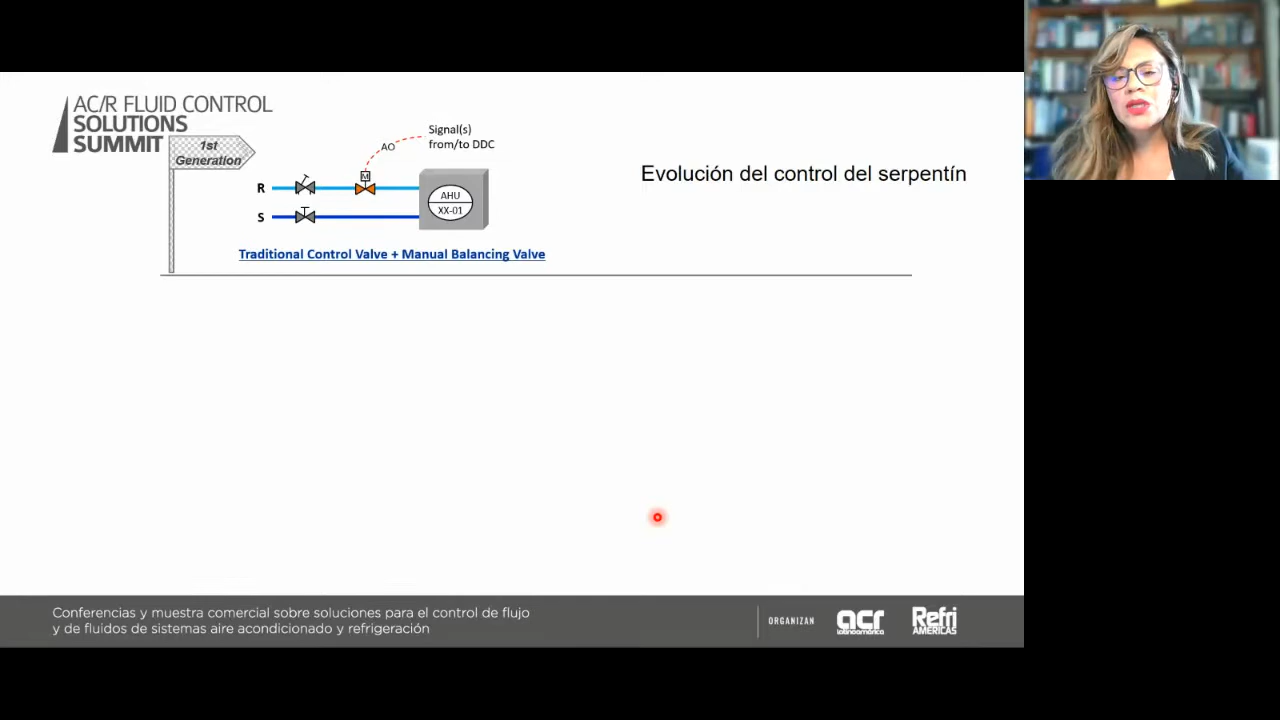 AC/R FLUID CONTROL
SOLUTIONS
SUMMIT
1st
Generation
Signal(s)
from/to DDC
AO
M
R
S
AHU
XX-01
Traditional Control Valve + Manual Balancing Valve
Evolución del control del serpentín
Conferencias y muestra comercial sobre soluciones para el control de flujo
y de fluidos de sistemas aire acondicionado y refrigeración
ORGANIZAN
acr
latinoamérica
Refri
AMÉRICAS